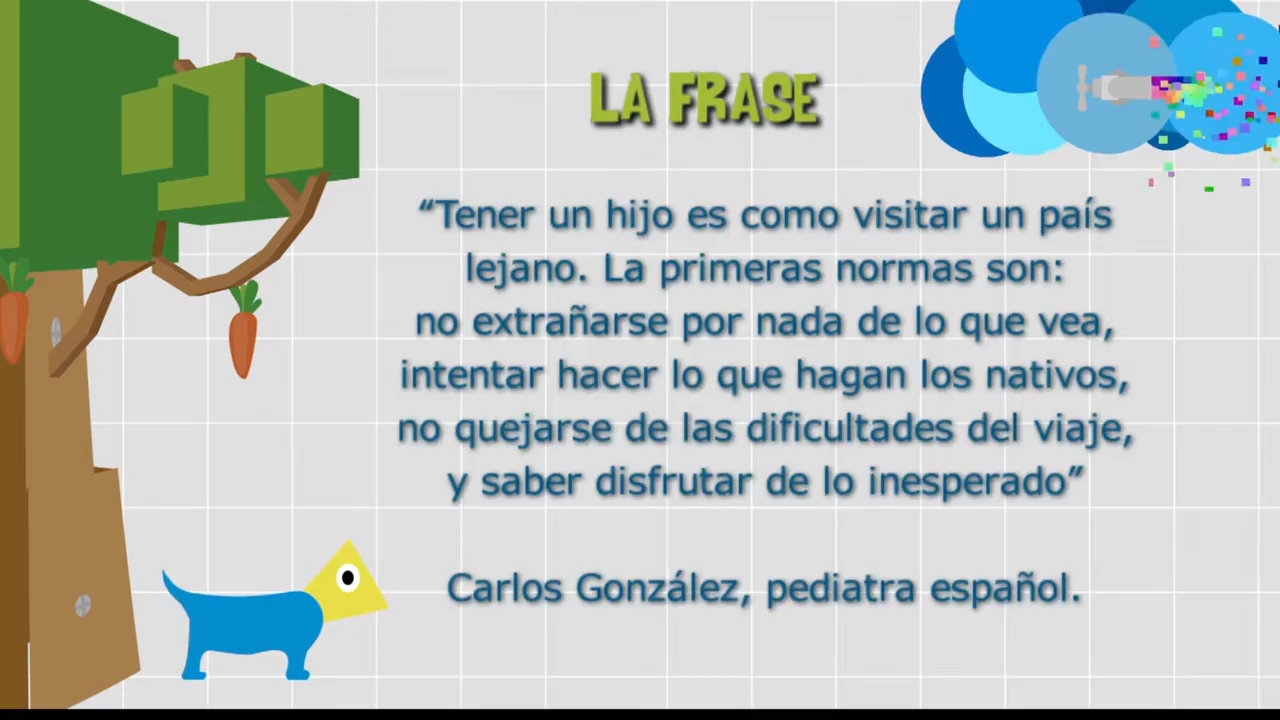 LA FRASE
“Tener un hijo es como visitar un país
lejano. La primeras normas son:
no extrañarse por nada de lo que vea,
intentar hacer lo que hagan los nativos,
no quejarse de las dificultades del viaje,
y saber disfrutar de lo inesperado”
Carlos González, pediatra español.